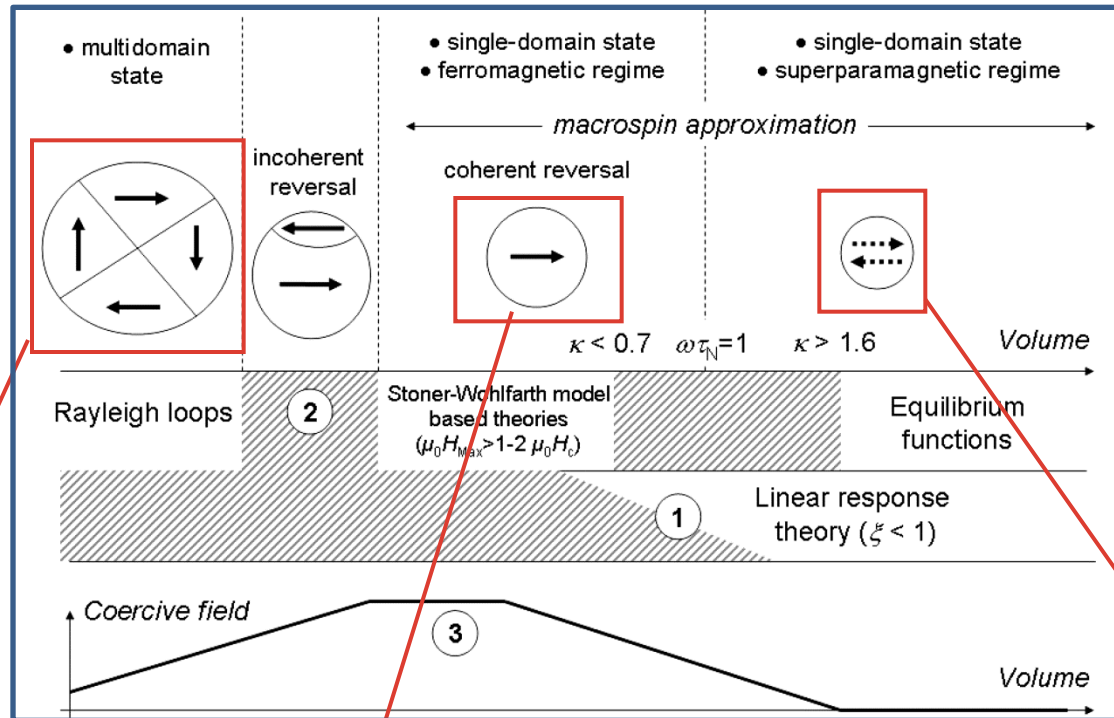 • multidomain
state
• single-domain state
• ferromagnetic regime
• single-domain state
• superparamagnetic regime
macrospin approximation
incoherent
reversal
coherent reversal
κ < 0.7 ωτN=1 κ > 1.6 Volume
Rayleigh loops
2
Stoner-Wohlfarth model
based theories
(μ0HMax>1-2 μ0Hc)
Equilibrium
functions
1
Linear response
theory (ξ < 1)
Coercive field
3
Volume